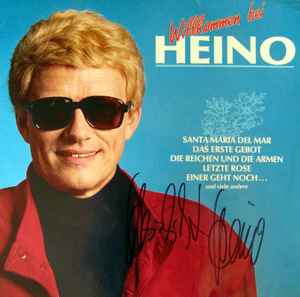 Willkommen bei
HEINO
SANTA MARIA DEL MAR
DAS ERSTE GEBOT
DIE REICHEN UND DIE ARMEN
LETZTE ROSE
EINER GEHT NOCH...
und viele andere
Heino